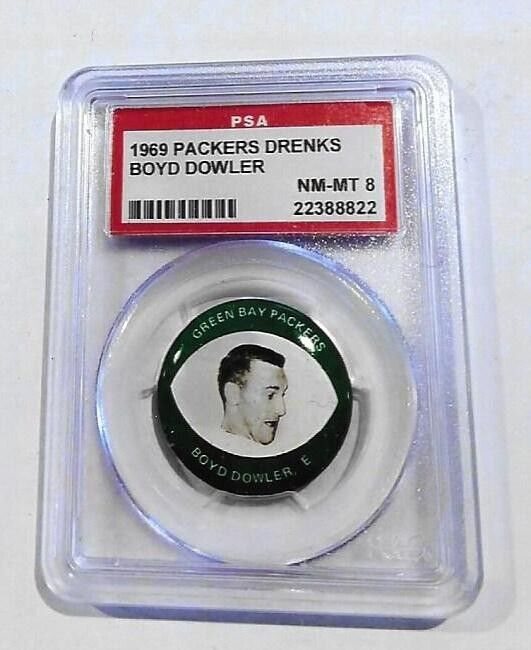 PSA
1969 PACKERS DRENKS
BOYD DOWLER
NM-MT 8
22388822
GREEN BAY PACKERS
BOYD DOWLER, E